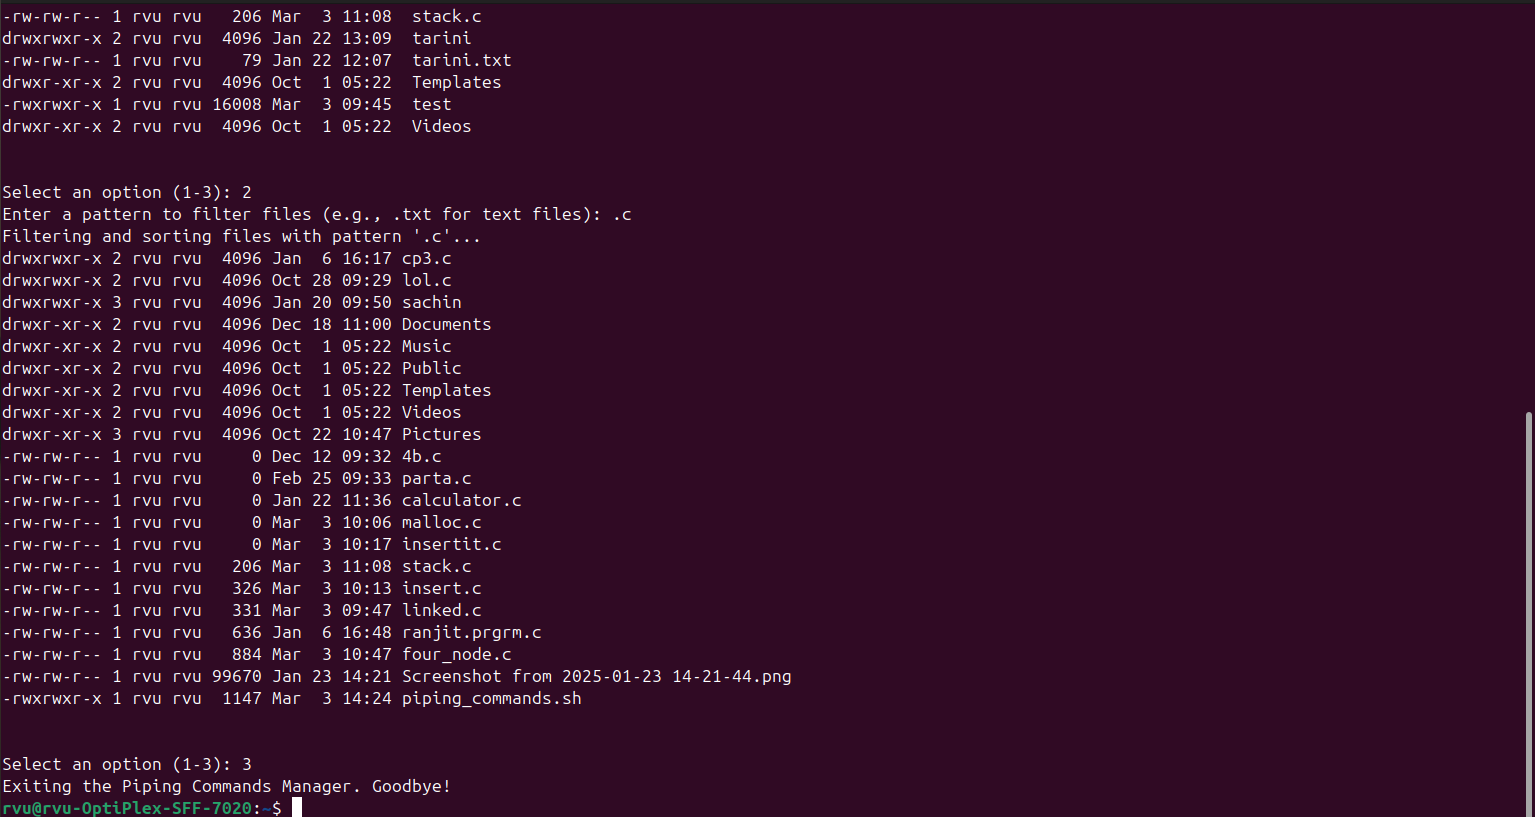 -rw-rw-r-- 1 rvu rvu   206 Mar  3 11:08  stack.c
drwxrwxr-x 2 rvu rvu  4096 Jan 22 13:09  tarini
-rw-rw-r-- 1 rvu rvu    79 Jan 22 12:07  tarini.txt
drwxr-xr-x 2 rvu rvu  4096 Oct  1 05:22  Templates
-rwxrwxr-x 1 rvu rvu 16008 Mar  3 09:45  test
drwxr-xr-x 2 rvu rvu  4096 Oct  1 05:22  Videos
Select an option (1-3): 2
Enter a pattern to filter files (e.g., .txt for text files): .c
Filtering and sorting files with pattern '.c'...
drwxrwxr-x 2 rvu rvu  4096 Jan  6 16:17 cp3.c
drwxrwxr-x 2 rvu rvu  4096 Oct 28 09:29 lol.c
drwxrwxr-x 3 rvu rvu  4096 Jan 20 09:50 sachin
drwxr-xr-x 2 rvu rvu  4096 Dec 18 11:00 Documents
drwxr-xr-x 2 rvu rvu  4096 Oct  1 05:22 Music
drwxr-xr-x 2 rvu rvu  4096 Oct  1 05:22 Public
drwxr-xr-x 2 rvu rvu  4096 Oct  1 05:22 Templates
drwxr-xr-x 2 rvu rvu  4096 Oct  1 05:22 Videos
drwxr-xr-x 3 rvu rvu  4096 Oct 22 10:47 Pictures
-rw-rw-r-- 1 rvu rvu     0 Dec 12 09:32 4b.c
-rw-rw-r-- 1 rvu rvu     0 Feb 25 09:33 parta.c
-rw-rw-r-- 1 rvu rvu     0 Jan 22 11:36 calculator.c
-rw-rw-r-- 1 rvu rvu     0 Mar  3 10:06 malloc.c
-rw-rw-r-- 1 rvu rvu     0 Mar  3 10:17 insertit.c
-rw-rw-r-- 1 rvu rvu   206 Mar  3 11:08 stack.c
-rw-rw-r-- 1 rvu rvu   326 Mar  3 10:13 insert.c
-rw-rw-r-- 1 rvu rvu   331 Mar  3 09:47 linked.c
-rw-rw-r-- 1 rvu rvu   636 Jan  6 16:48 ranjit.prgrm.c
-rw-rw-r-- 1 rvu rvu   884 Mar  3 10:47 four_node.c
-rw-rw-r-- 1 rvu rvu 99670 Jan 23 14:21 Screenshot from 2025-01-23 14-21-44.png
-rwxrwxr-x 1 rvu rvu  1147 Mar  3 14:24 piping_commands.sh
Select an option (1-3): 3
Exiting the Piping Commands Manager. Goodbye!
rvu@rvu-OptiPlex-SFF-7020:~$